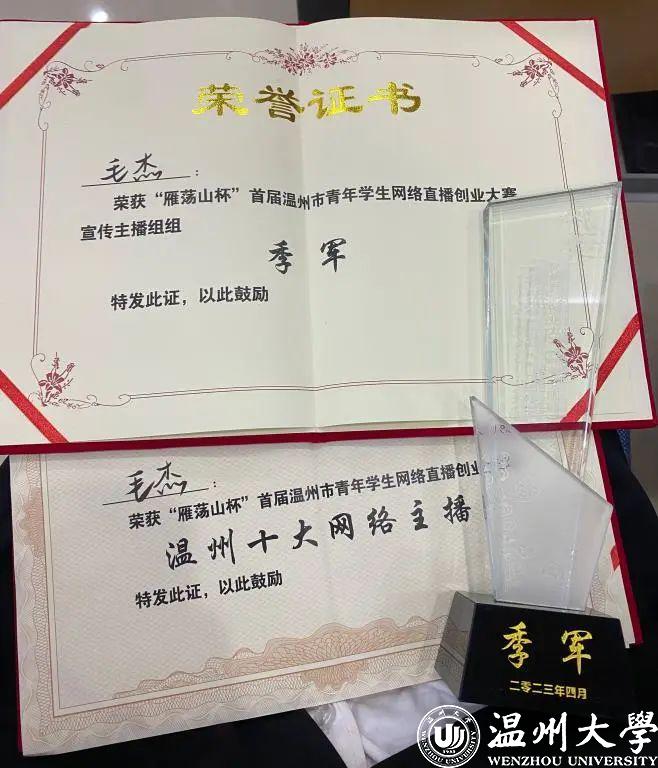 荣誉证书
毛杰：
荣获“雁荡山杯”首届温州市青年学生网络直播创业大赛
宣传主播组组
季军
特发此证，以此鼓励
毛杰：
荣获“雁荡山杯”首届温州市青年学生网络直播创业
温州十大网络主播
特发此证，以此鼓励
季军
二零二三年四月
温州大学
WENZHOU UNIVERSITY